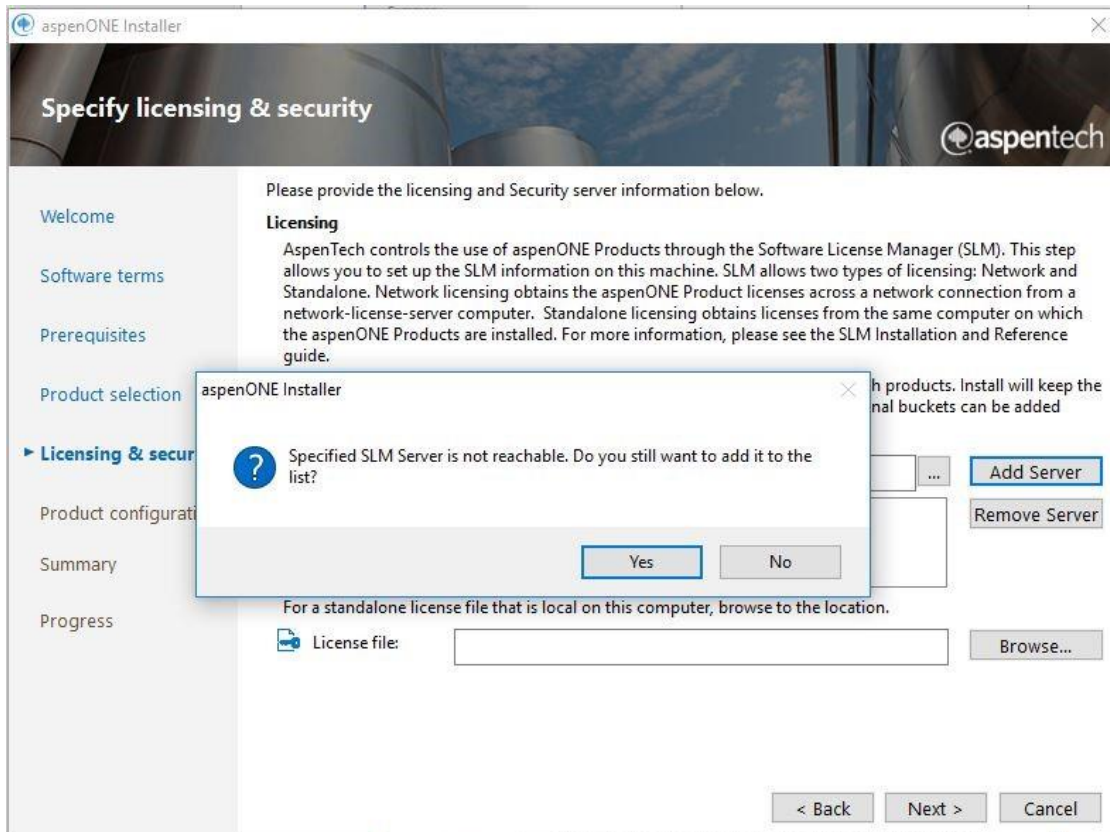 aspenONE Installer
Specify licensing & security
aspentech
Please provide the licensing and Security server information below.
Welcome
Licensing
AspenTech controls the use of aspenONE Products through the Software License Manager (SLM). This step
allows you to set up the SLM information on this machine. SLM allows two types of licensing: Network and
Standalone. Network licensing obtains the aspenONE Product licenses across a network connection from a
network-license-server computer. Standalone licensing obtains licenses from the same computer on which
the aspenONE Products are installed. For more information, please see the SLM Installation and Reference
guide.
Software terms
Prerequisites
Product selection
h products. Install will keep the
nal buckets can be added
aspenONE Installer
Specified SLM Server is not reachable. Do you still want to add it to the
list?
Yes
No
Licensing & secur
...
Add Server
Remove Server
Product configurati
Summary
Progress
For a standalone license file that is local on this computer, browse to the location.
License file:
Browse...
< Back
Next >
Cancel